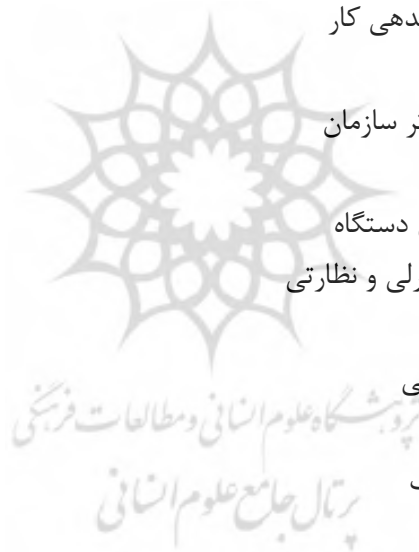 دهی کار
ر سازمان
دستگاه
رلی و نظارتی
ی
پژوهشگاه علوم انسانی و مطالعات فرهنگی
پرتال جامع علوم انسانی